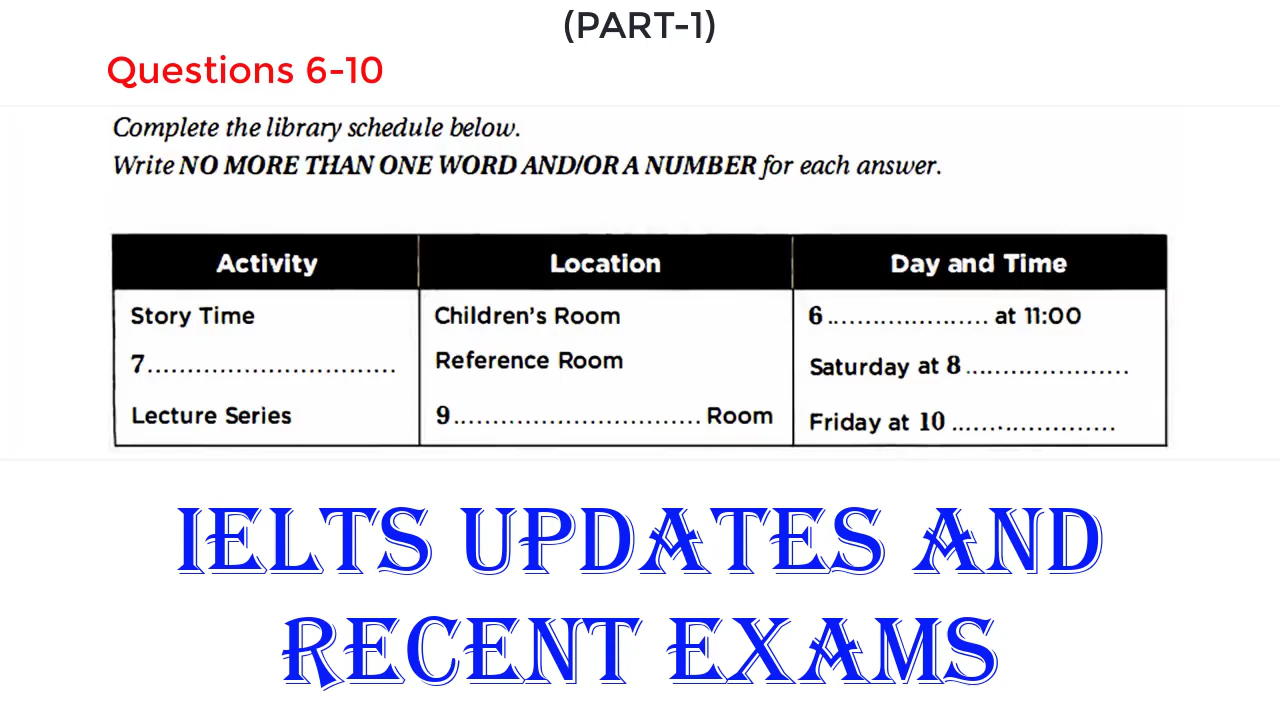 (PART-1)
Questions 6-10
Complete the library schedule below.
Write NO MORE THAN ONE WORD AND/OR A NUMBER for each answer.
Activity Location Day and Time
Story Time Children's Room 6.................... at 11:00
7............................... Reference Room Saturday at 8....................
Lecture Series 9............................... Room Friday at 10....................
IELTS UPDATES AND
RECENT EXAMS